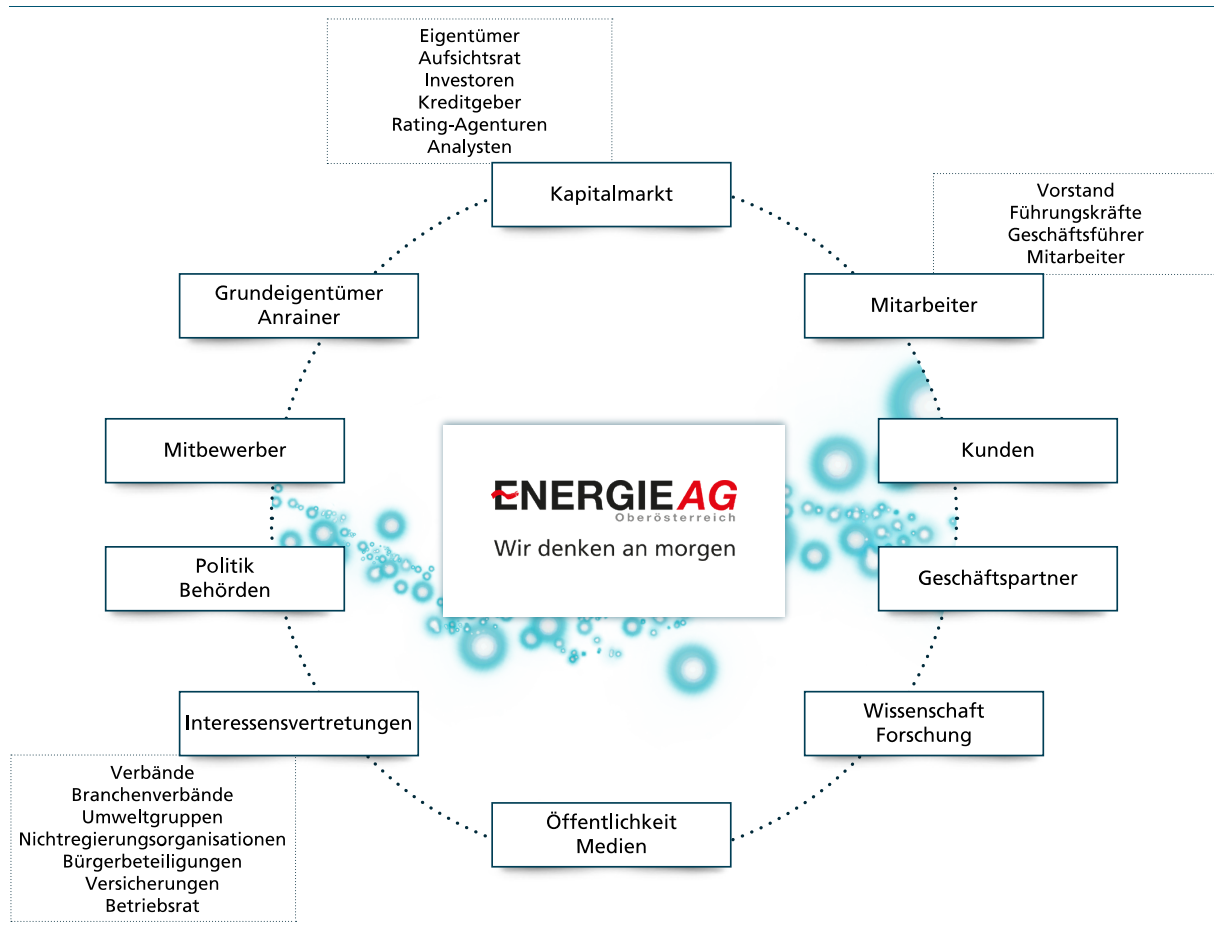 Eigentümer
Aufsichtsrat
Investoren
Kreditgeber
Rating-Agenturen
Analysten
Kapitalmarkt
Vorstand
Führungskräfte
Geschäftsführer
Mitarbeiter
Mitarbeiter
Grundeigentümer
Anrainer
Mitbewerber
Kunden
ENERGIE AG
Oberösterreich
Wir denken an morgen
Politik
Behörden
Geschäftspartner
Interessensvertretungen
Wissenschaft
Forschung
Verbände
Branchenverbände
Umweltgruppen
Nichtregierungsorganisationen
Bürgerbeteiligungen
Versicherungen
Betriebsrat
Öffentlichkeit
Medien